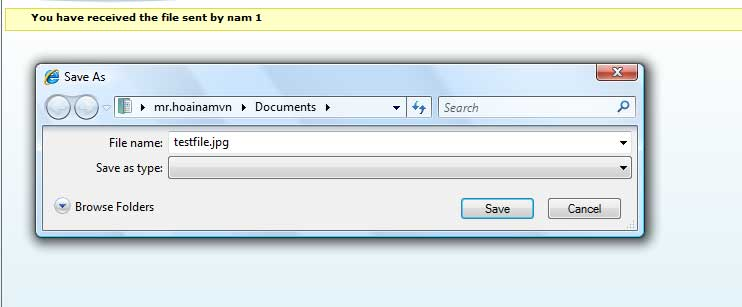 You have received the file sent by nam 1
Save As
mr.hoainamvn Documents Search
File name: testfile.jpg
Save as type:
Browse Folders Save Cancel